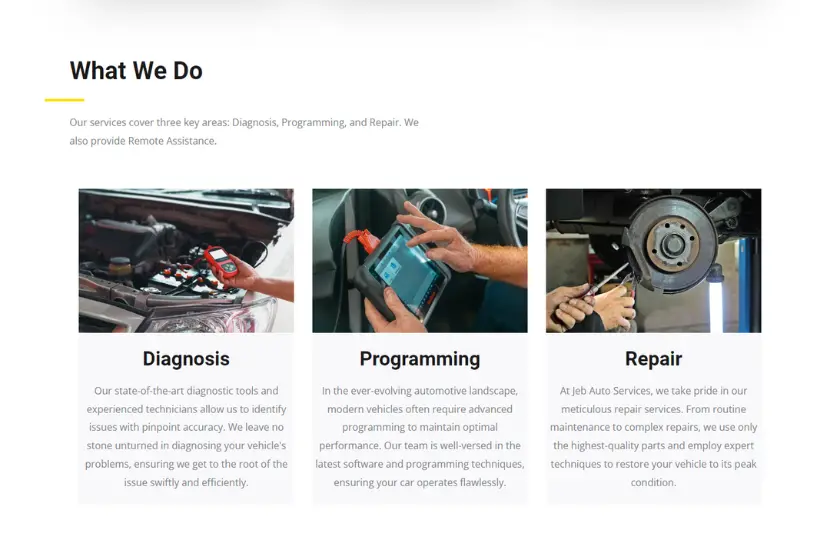 What We Do
Our services cover three key areas: Diagnosis, Programming, and Repair. We
also provide Remote Assistance.
Diagnosis
Our state-of-the-art diagnostic tools and
experienced technicians allow us to identify
issues with pinpoint accuracy. We leave no
stone unturned in diagnosing your vehicle's
problems, ensuring we get to the root of the
issue swiftly and efficiently.
Programming
In the ever-evolving automotive landscape,
modern vehicles often require advanced
programming to maintain optimal
performance. Our team is well-versed in the
latest software and programming techniques,
ensuring your car operates flawlessly.
Repair
At Jeb Auto Services, we take pride in our
meticulous repair services. From routine
maintenance to complex repairs, we use only
the highest-quality parts and employ expert
techniques to restore your vehicle to its peak
condition.